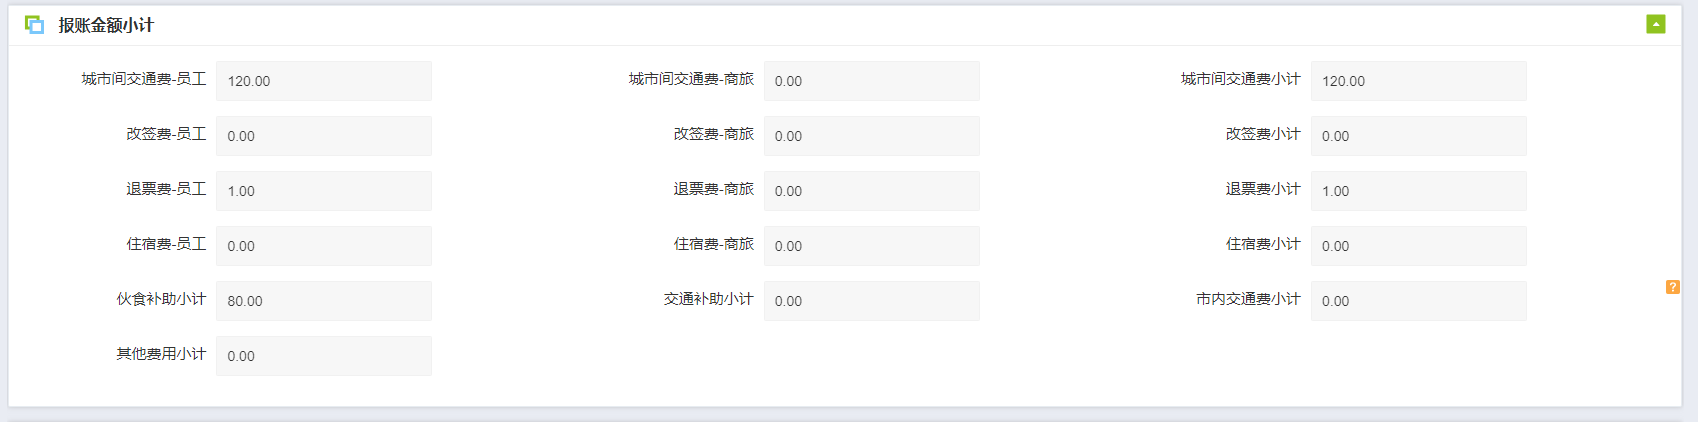 报账金额小计
城市间交通费-员工 120.00 城市间交通费-商旅 0.00 城市间交通费小计 120.00
改签费-员工 0.00 改签费-商旅 0.00 改签费小计 0.00
退票费-员工 1.00 退票费-商旅 0.00 退票费小计 1.00
住宿费-员工 0.00 住宿费-商旅 0.00 住宿费小计 0.00
伙食补助小计 80.00 交通补助小计 0.00 市内交通费小计 0.00
?
其他费用小计 0.00